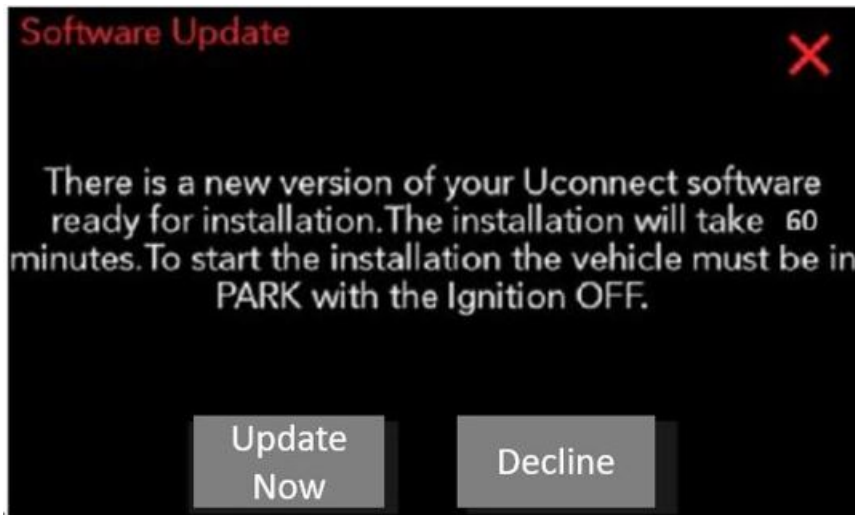 Software Update
X
There is a new version of your Uconnect software
ready for installation.The installation will take 60
minutes.To start the installation the vehicle must be in
PARK with the Ignition OFF.
Update
Now
Decline